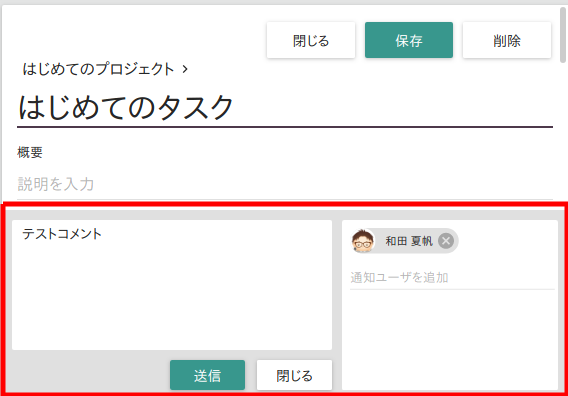 閉じる 保存 削除
はじめてのプロジェクト >
はじめてのタスク
概要
説明を入力
テストコメント
和田 夏帆
通知ユーザを追加
送信 閉じる